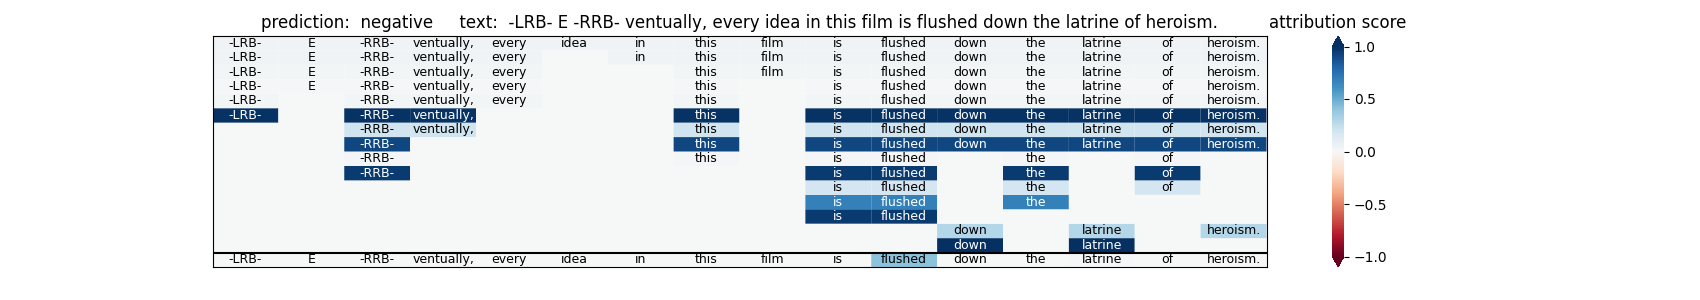 prediction: negative text: -LRB- E -RRB- ventually, every idea in this film is flushed down the latrine of heroism. attribution score
-LRB- E -RRB- ventually, every idea in this film is flushed down the latrine of heroism. 1.0
-LRB- E -RRB- ventually, every in this film is flushed down the latrine of heroism.
-LRB- E -RRB- ventually, every this film is flushed down the latrine of heroism.
-LRB- E -RRB- ventually, every this is flushed down the latrine of heroism.
-LRB- -RRB- ventually, every this is flushed down the latrine of heroism. 0.5
-LRB- -RRB- ventually, this is flushed down the latrine of heroism.
-RRB- ventually, this is flushed down the latrine of heroism.
-RRB- this is flushed down the latrine of heroism.
-RRB- this is flushed the of 0.0
-RRB- is flushed the of
is flushed the of
is flushed the −0.5
is flushed
down latrine heroism.
down latrine
-LRB- E -RRB- ventually, every idea in this film is flushed down the latrine of heroism. −1.0